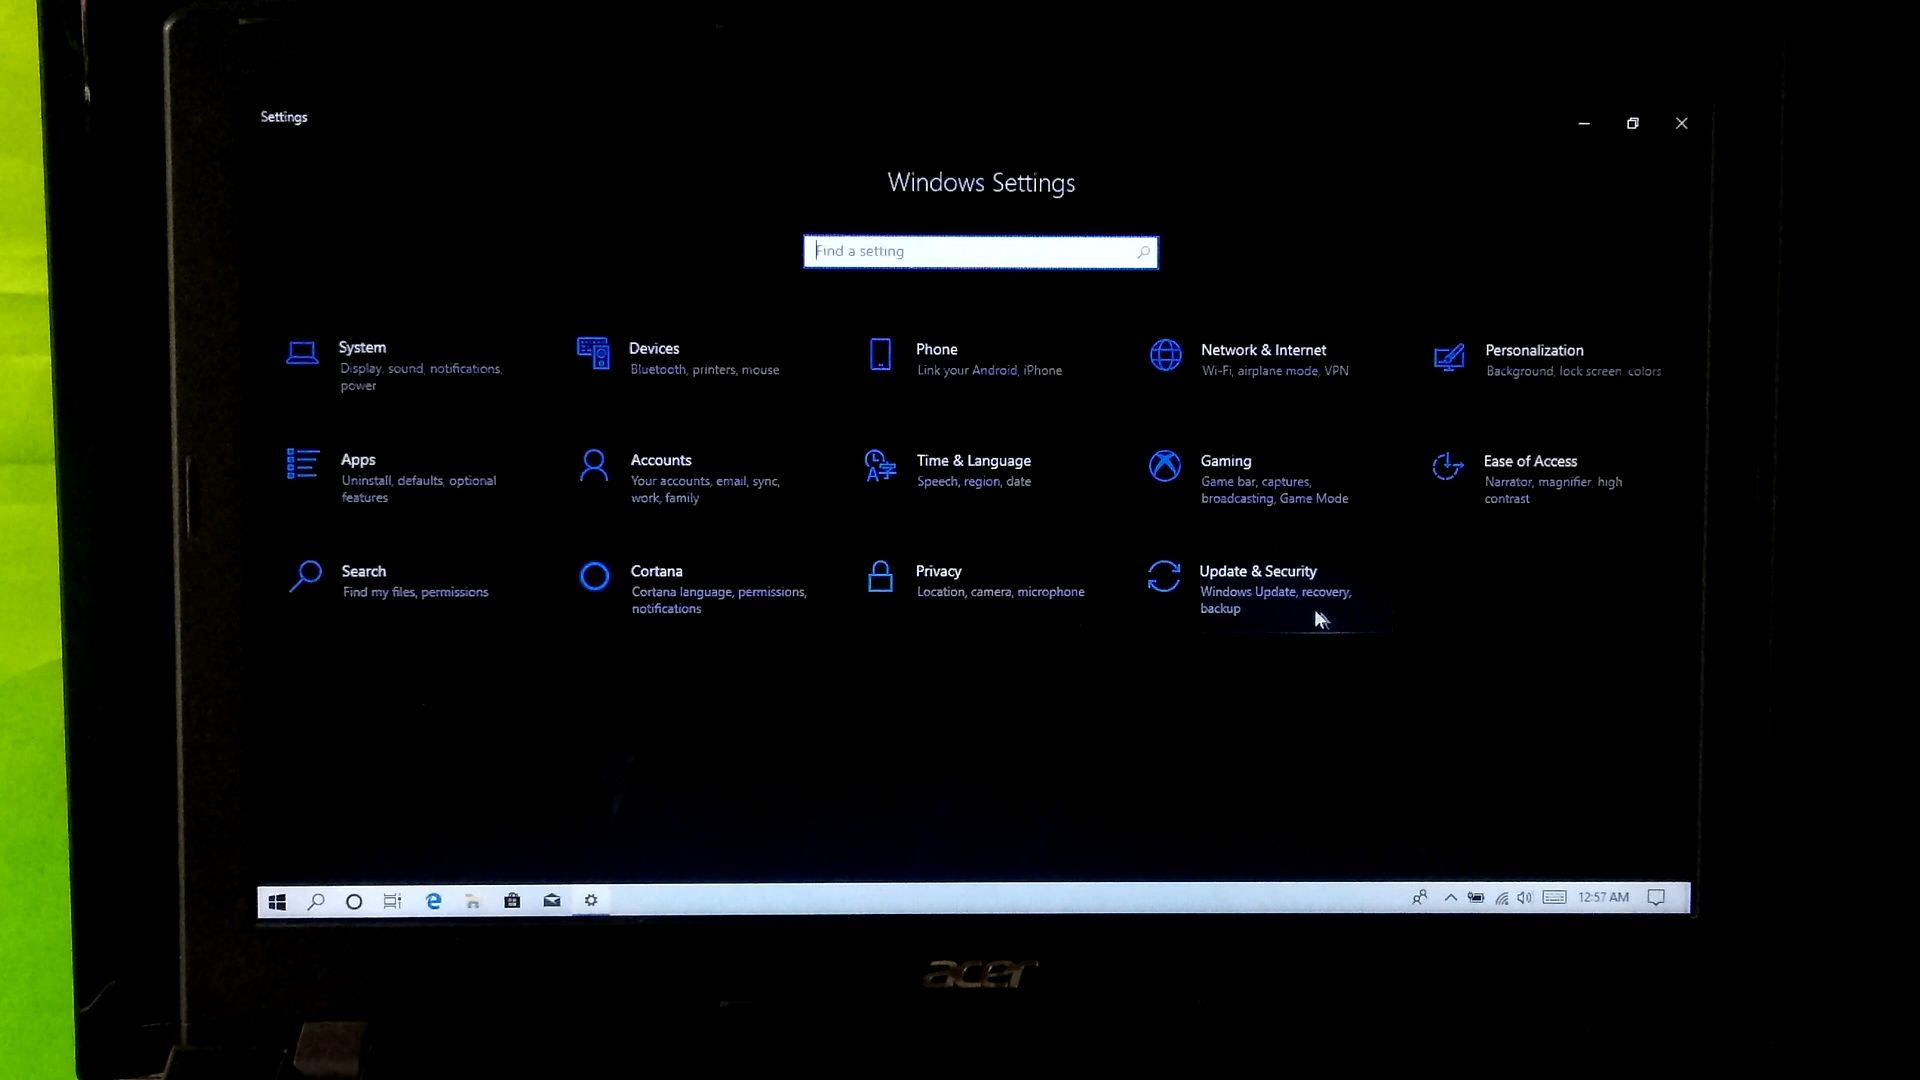 Settings
Windows Settings
Find a setting
System
Display, sound, notifications,
power
Devices
Bluetooth, printers, mouse
Phone
Link your Android, iPhone
Network & Internet
Wi-Fi, airplane mode, VPN
Personalization
Background, lock screen, colors
Apps
Uninstall, defaults, optional
features
Accounts
Your accounts, email, sync,
work, family
Time & Language
Speech, region, date
Gaming
Game bar, captures,
broadcasting, Game Mode
Ease of Access
Narrator, magnifier, high
contrast
Search
Find my files, permissions
Cortana
Cortana language, permissions,
notifications
Privacy
Location, camera, microphone
Update & Security
Windows Update, recovery,
backup
12:57 AM
acer